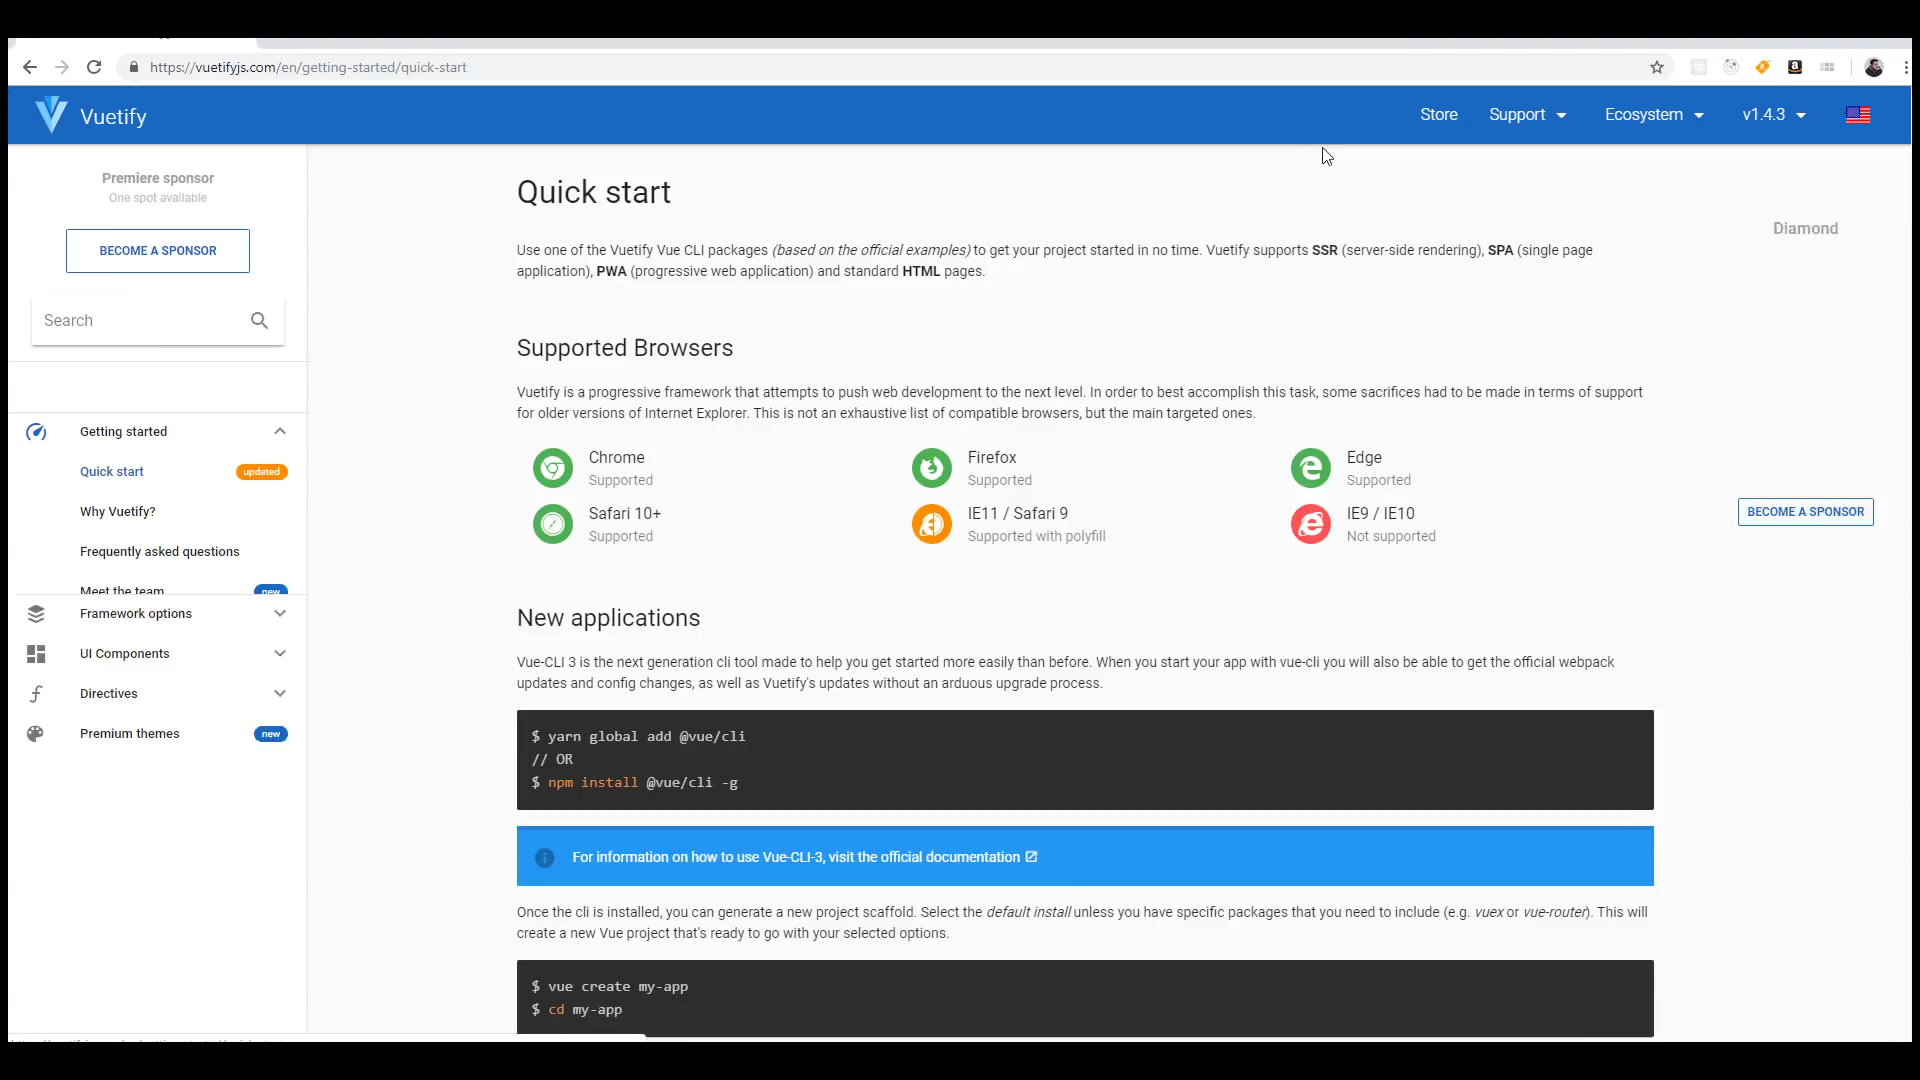 https://vuetifyjs.com/en/getting-started/quick-start
Vuetify
Store
Support
Ecosystem
v1.4.3
Premiere sponsor
One spot available
BECOME A SPONSOR
Search
Getting started
Quick start
updated
Why Vuetify?
Frequently asked questions
Meet the team
new
Framework options
UI Components
Directives
Premium themes
new
Quick start
Use one of the Vuetify Vue CLI packages (based on the official examples) to get your project started in no time. Vuetify supports SSR (server-side rendering), SPA (single page
application), PWA (progressive web application) and standard HTML pages.
Supported Browsers
Vuetify is a progressive framework that attempts to push web development to the next level. In order to best accomplish this task, some sacrifices had to be made in terms of support
for older versions of Internet Explorer. This is not an exhaustive list of compatible browsers, but the main targeted ones.
Chrome
Supported
Firefox
Supported
Edge
Supported
Safari 10+
Supported
IE11 / Safari 9
Supported with polyfill
IE9 / IE10
Not supported
New applications
Vue-CLI 3 is the next generation cli tool made to help you get started more easily than before. When you start your app with vue-cli you will also be able to get the official webpack
updates and config changes, as well as Vuetify's updates without an arduous upgrade process.
$ yarn global add @vue/cli
// OR
$ npm install @vue/cli -g
For information on how to use Vue-CLI-3, visit the official documentation
Once the cli is installed, you can generate a new project scaffold. Select the default install unless you have specific packages that you need to include (e.g. vuex or vue-router). This will
create a new Vue project that's ready to go with your selected options.
$ vue create my-app
$ cd my-app
Diamond
BECOME A SPONSOR